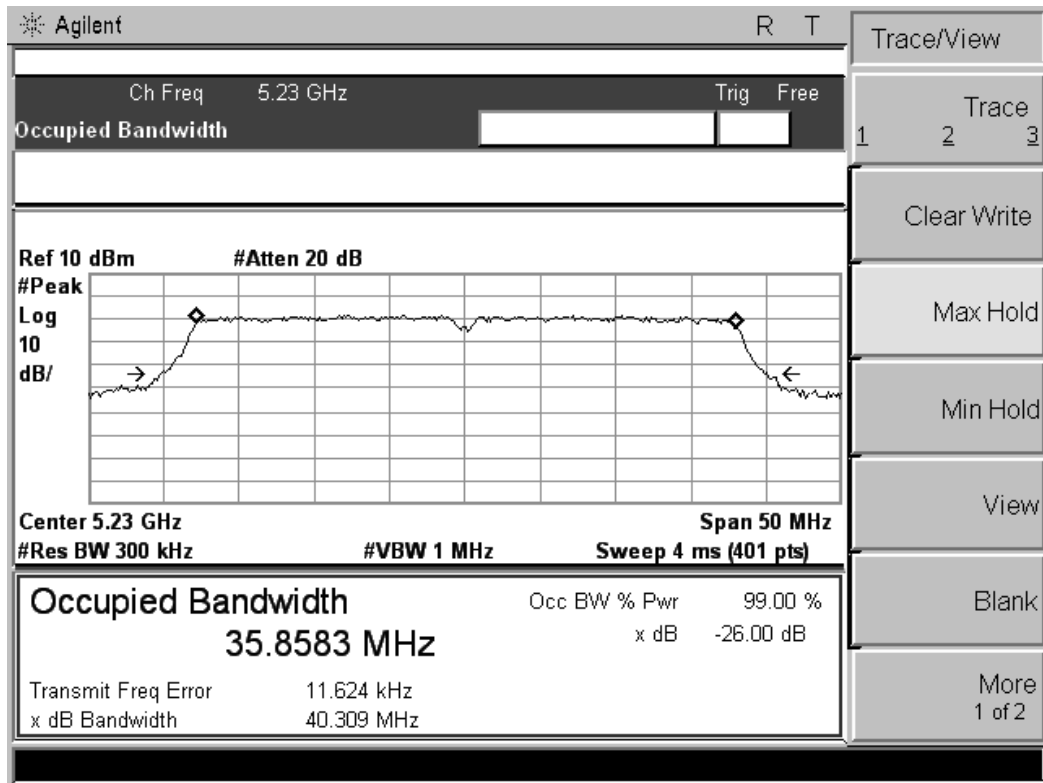 Agilent R T
Ch Freq 5.23 GHz Trig Free
Occupied Bandwidth
Ref 10 dBm #Atten 20 dB
#Peak
Log
10
dB/
Center 5.23 GHz Span 50 MHz
#Res BW 300 kHz #VBW 1 MHz Sweep 4 ms (401 pts)
Occupied Bandwidth
35.8583 MHz
Occ BW % Pwr 99.00 %
x dB -26.00 dB
Transmit Freq Error 11.624 kHz
x dB Bandwidth 40.309 MHz
Trace/View
Trace
1 2 3
Clear Write
Max Hold
Min Hold
View
Blank
More
1 of 2